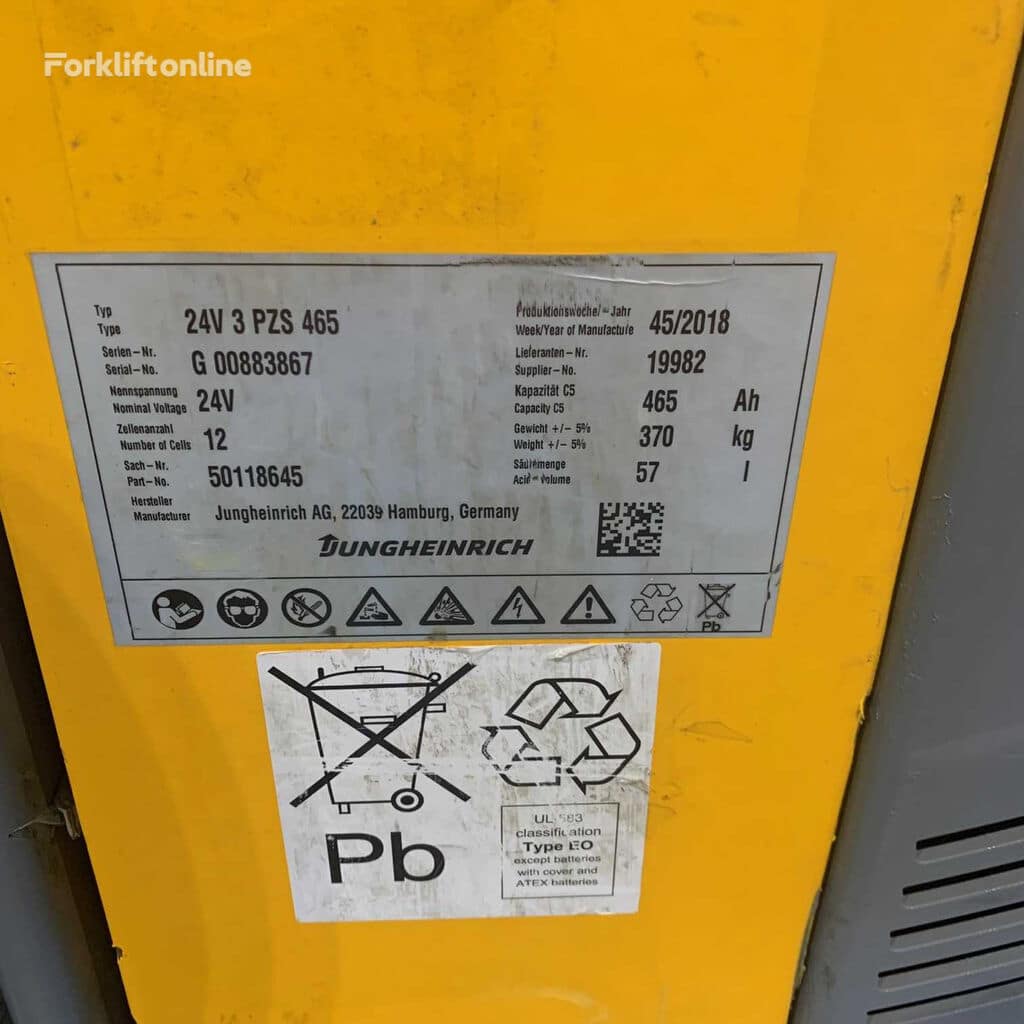 Forkliftonline
Typ
Type 24V 3 PZS 465
Serien-Nr.
Serial-No. G 00883867
Nennspannung
Nominal Voltage 24V
Zellenanzahl
Number of Cells 12
Sach-Nr.
Part-No. 50118645
Hersteller
Manufacturer Jungheinrich AG, 22039 Hamburg, Germany
Produktionswoche/-Jahr
Week/Year of Manufacture 45/2018
Lieferanten-Nr.
Supplier-No. 19982
Kapazität C5
Capacity C5 465 Ah
Gewicht +/- 5%
Weight +/- 5% 370 kg
Säuremenge
Acid-volume 57 l
JUNGHEINRICH
Pb
Pb
UL 583
classification
Type EO
except batteries
with cover and
ATEX batteries